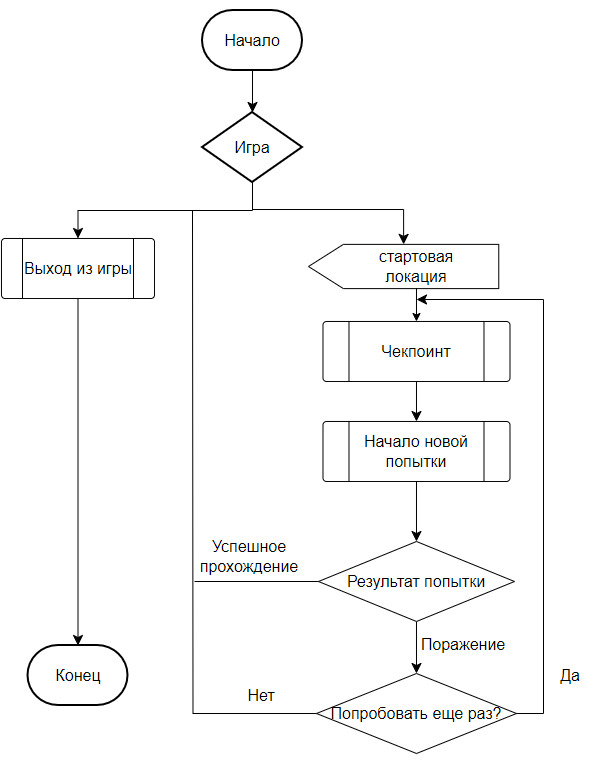 Начало
Игра
Выход из игры
стартовая
локация
Чекпоинт
Начало новой
попытки
Успешное
прохождение
Результат попытки
Поражение
Конец
Нет
Попробовать еще раз?
Да